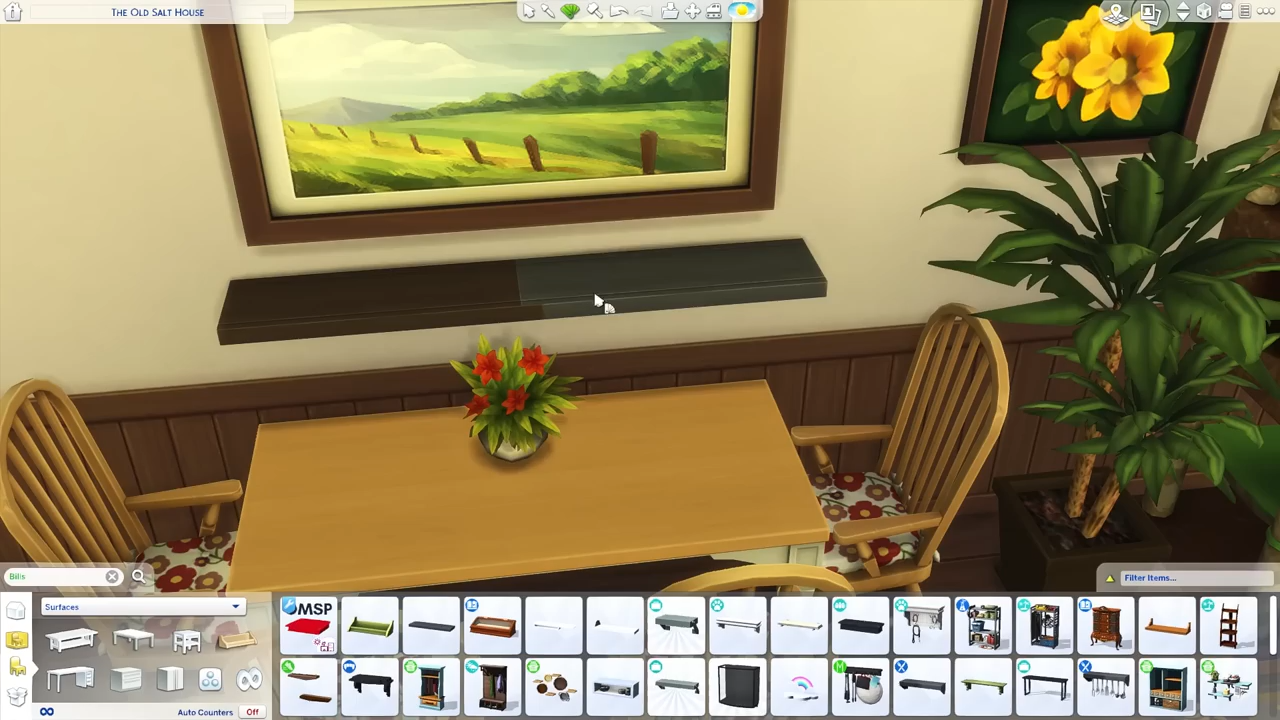 The Old Salt House
Bills
Filter Items...
Surfaces
MSP
Auto Counters
Off